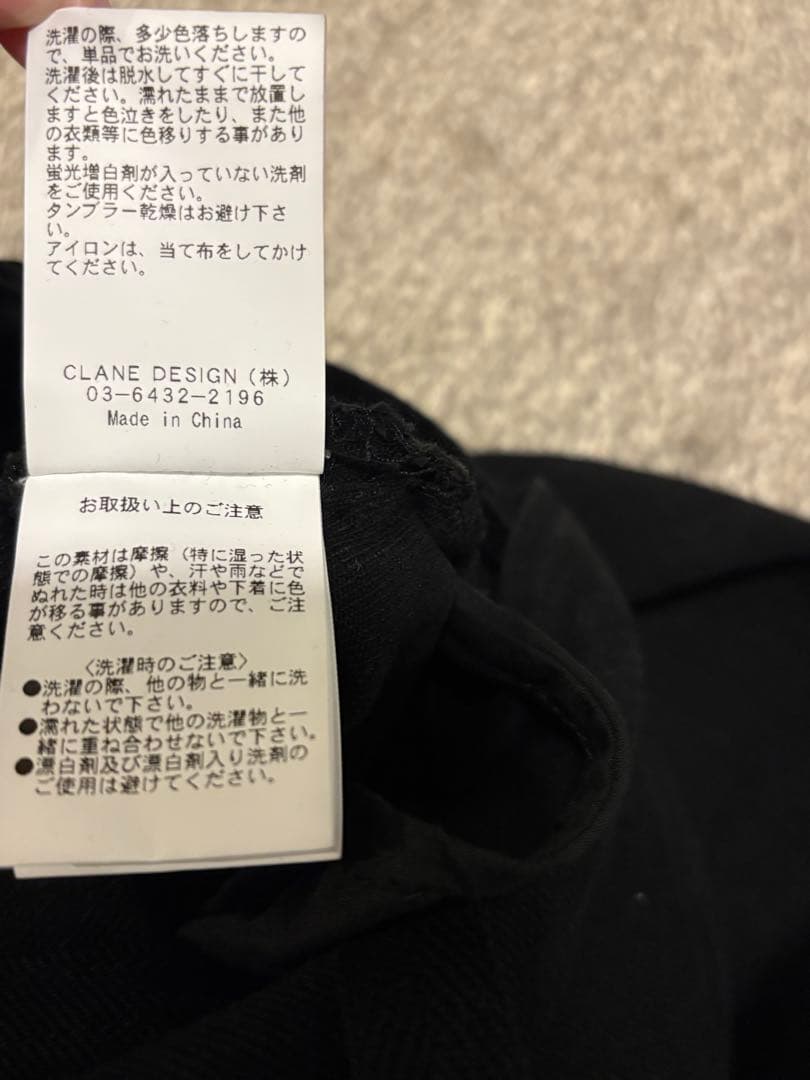 洗濯の際、多少色落ちしますの
で、単品でお洗いください。
洗濯後は脱水してすぐに干して
ください。濡れたままで放置し
ますと色泣きをしたり、また他
の衣類等に色移りする事があり
ます。
蛍光増白剤が入っていない洗剤
をご使用ください。
タンブラー乾燥はお避け下さ
い。
アイロンは、当て布をしてかけ
てください。
CLANE DESIGN(株)
03-6432-2196
Made in China
お取扱い上のご注意
この素材は摩擦（特に湿った状
態での摩擦）や、汗や雨などで
ぬれた時は他の衣料や下着に色
が移る事がありますので、ご注
意ください。
〈洗濯時のご注意〉
●洗濯の際、他の物と一緒に洗
わないで下さい。
●濡れた状態で他の洗濯物と一
緒に重ね合わせないで下さい。
●漂白剤及び漂白剤入り洗剤の
ご使用は避けてください。